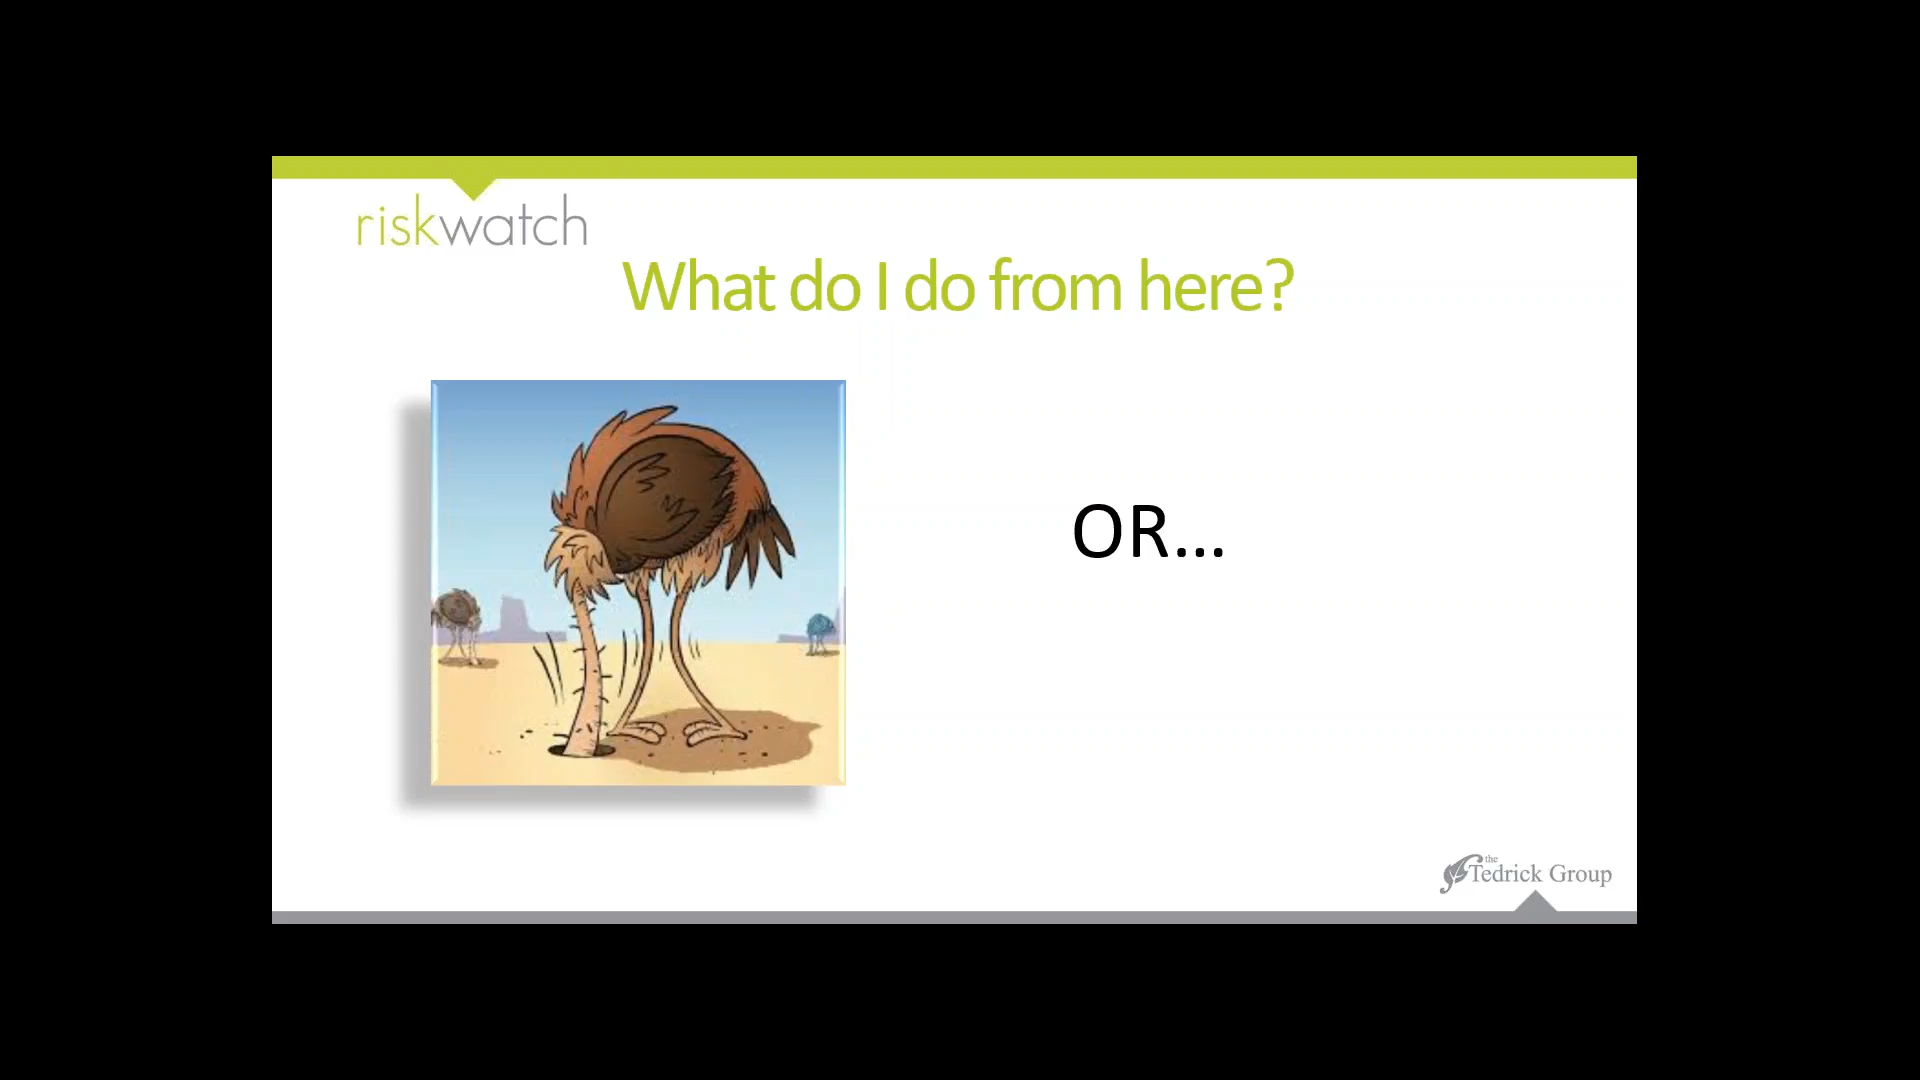 riskwatch
What do I do from here?
OR...
the
Tedrick Group